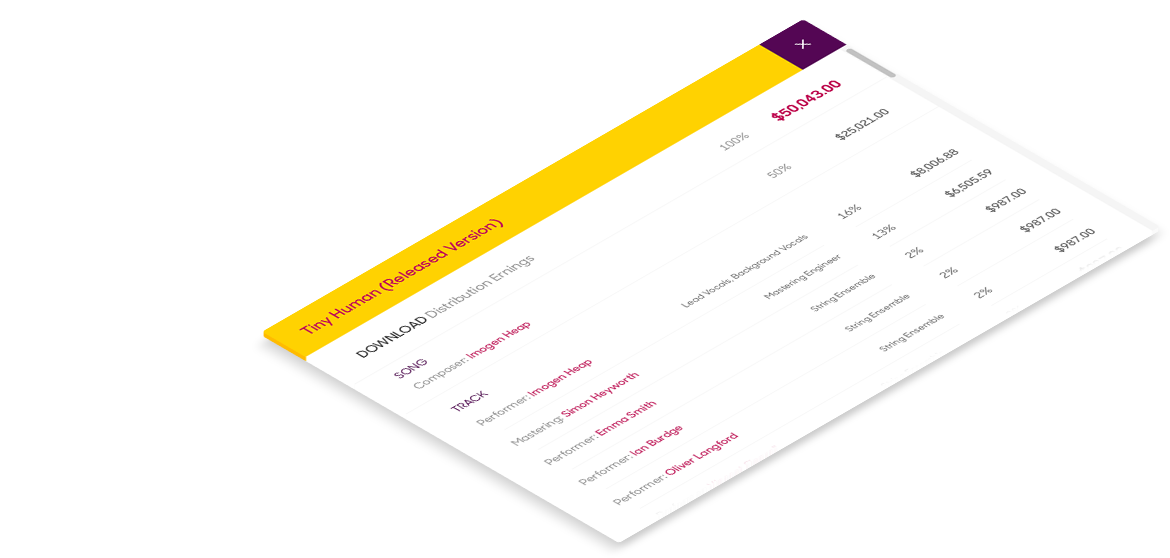 Tiny Human (Released Version)
DOWNLOAD Distribution Ernings 100% $50,043.00
SONG
Composer: Imogen Heap 50% $25,021.00
TRACK
Performer: Imogen Heap Lead Vocals, Background Vocals 16% $8,006.88
Mastering: Simon Heyworth Mastering Engineer 13% $6,505.59
Performer: Emma Smith String Ensemble 2% $987.00
Performer: Ian Burdge String Ensemble 2% $987.00
Performer: Oliver Langford String Ensemble 2% $987.00